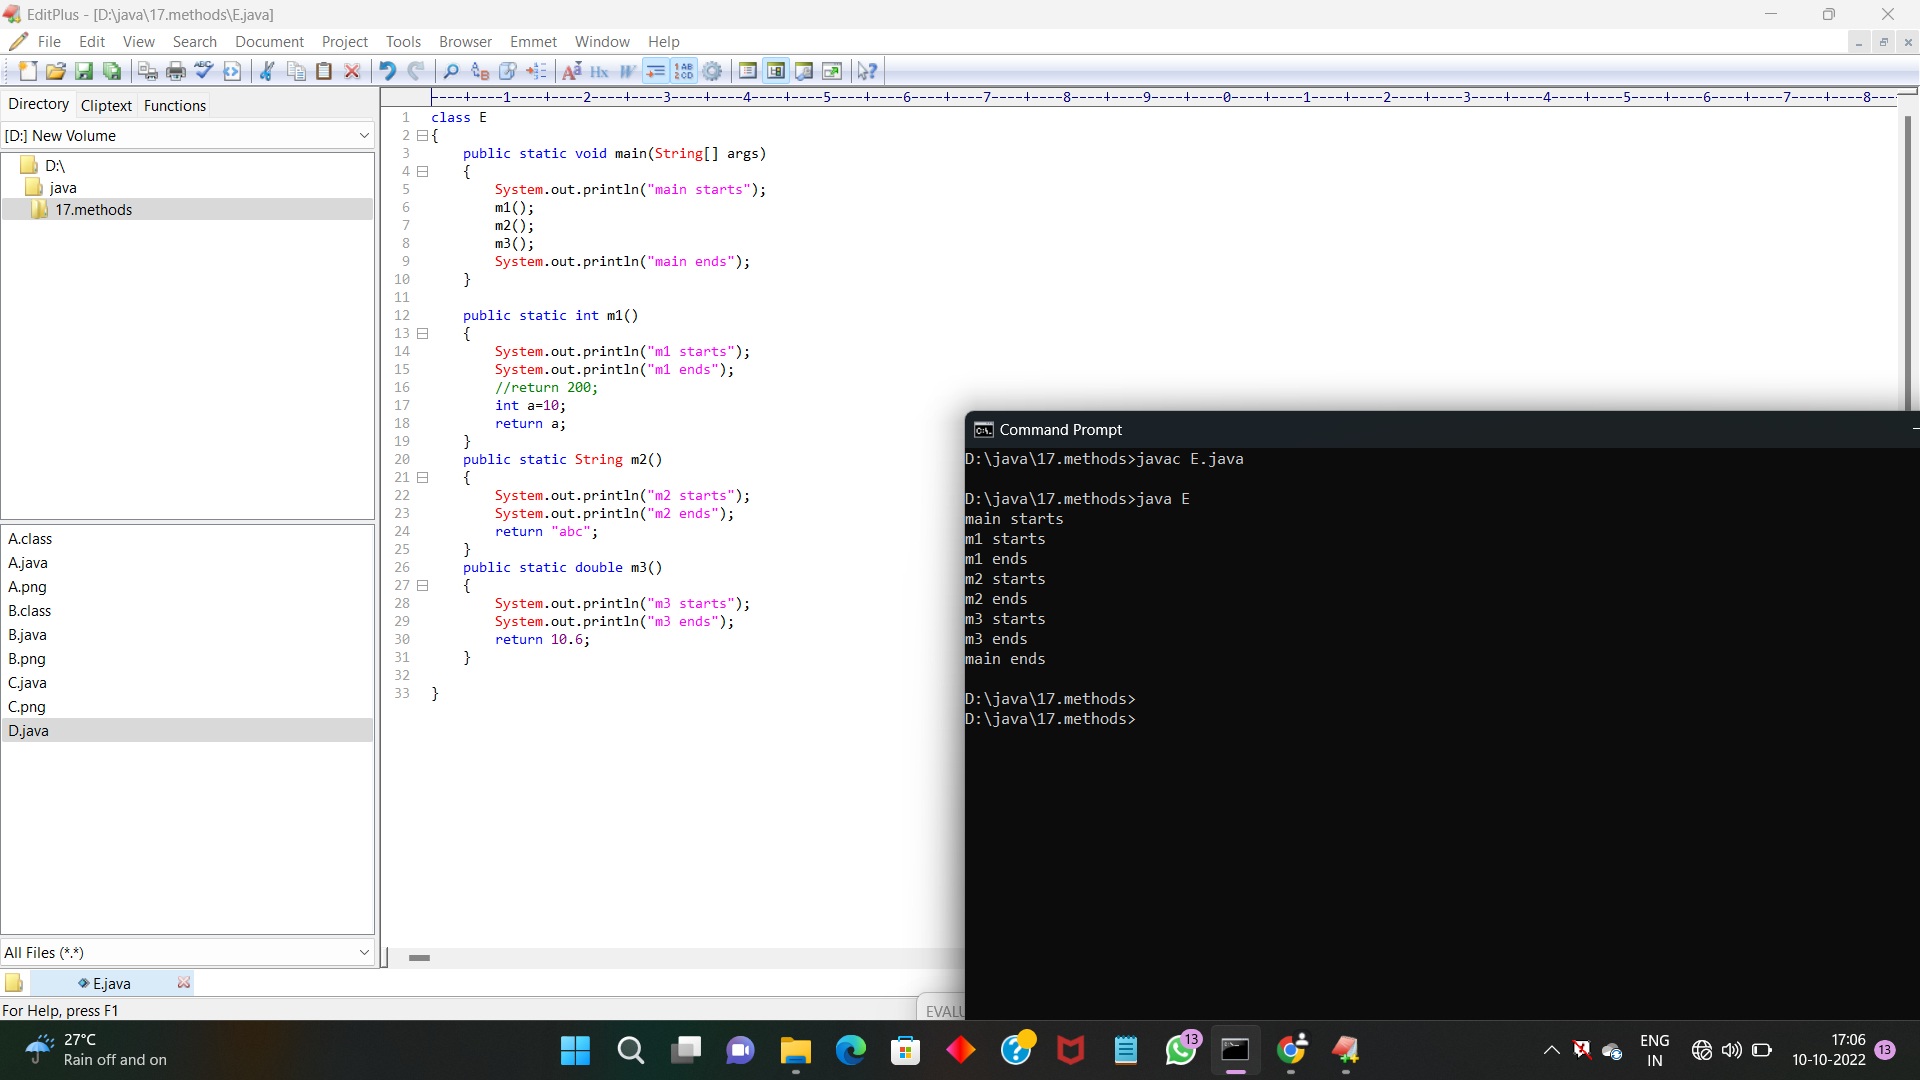 EditPlus - [D:\java\17.methods\E.java]
File Edit View Search Document Project Tools Browser Emmet Window Help
Directory Cliptext Functions
[D:] New Volume
D:\
java
17.methods
A.class
A.java
A.png
B.class
B.java
B.png
C.java
C.png
D.java
All Files (*.*)
----+----1----+----2----+----3----+----4----+----5----+----6----+----7----+----8----+----9----+----0----+----1----+----2----+----3----+----4----+----5----+----6----+----7----+----8---
1 class E
2 {
3     public static void main(String[] args)
4     {
5         System.out.println("main starts");
6         m1();
7         m2();
8         m3();
9         System.out.println("main ends");
10     }
11
12     public static int m1()
13     {
14         System.out.println("m1 starts");
15         System.out.println("m1 ends");
16         //return 200;
17         int a=10;
18         return a;
19     }
20     public static String m2()
21     {
22         System.out.println("m2 starts");
23         System.out.println("m2 ends");
24         return "abc";
25     }
26     public static double m3()
27     {
28         System.out.println("m3 starts");
29         System.out.println("m3 ends");
30         return 10.6;
31     }
32
33 }
Command Prompt
D:\java\17.methods>javac E.java
D:\java\17.methods>java E
main starts
m1 starts
m1 ends
m2 starts
m2 ends
m3 starts
m3 ends
main ends
D:\java\17.methods>
D:\java\17.methods>
E.java
For Help, press F1
EVALU
27°C
Rain off and on
13
ENG
IN
17:06
10-10-2022
13